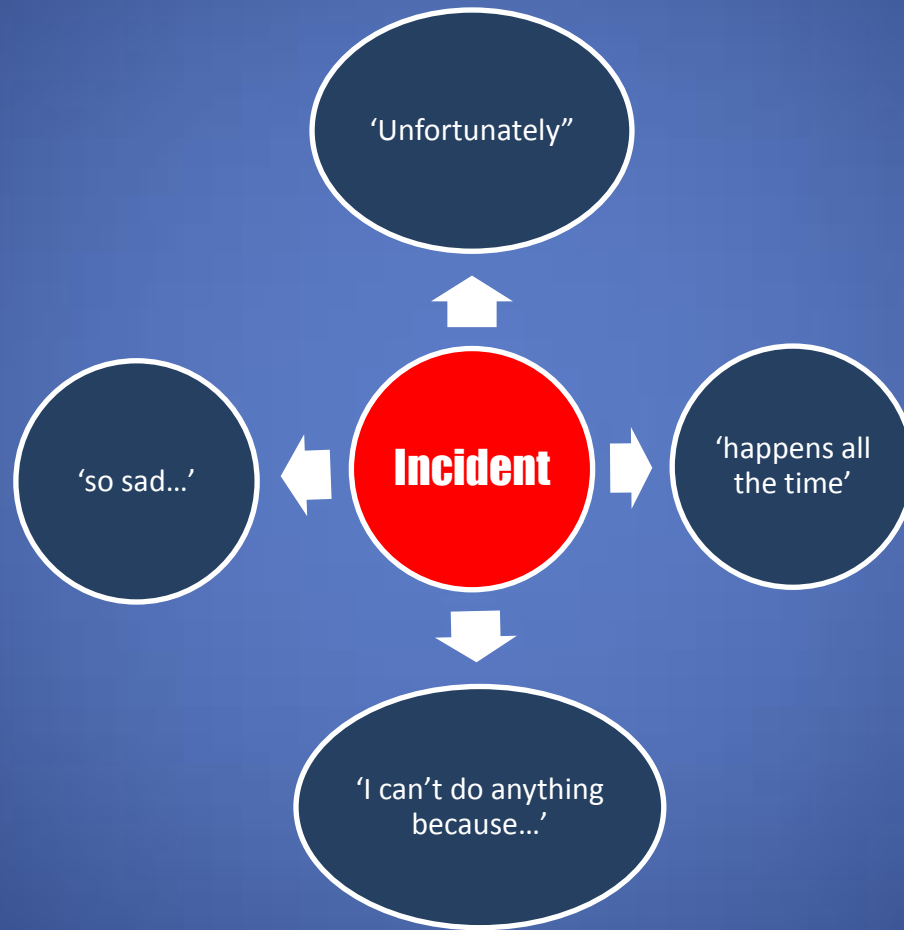 ‘Unfortunately”
‘so sad…’
Incident
‘happens all
the time’
‘I can’t do anything
because…’